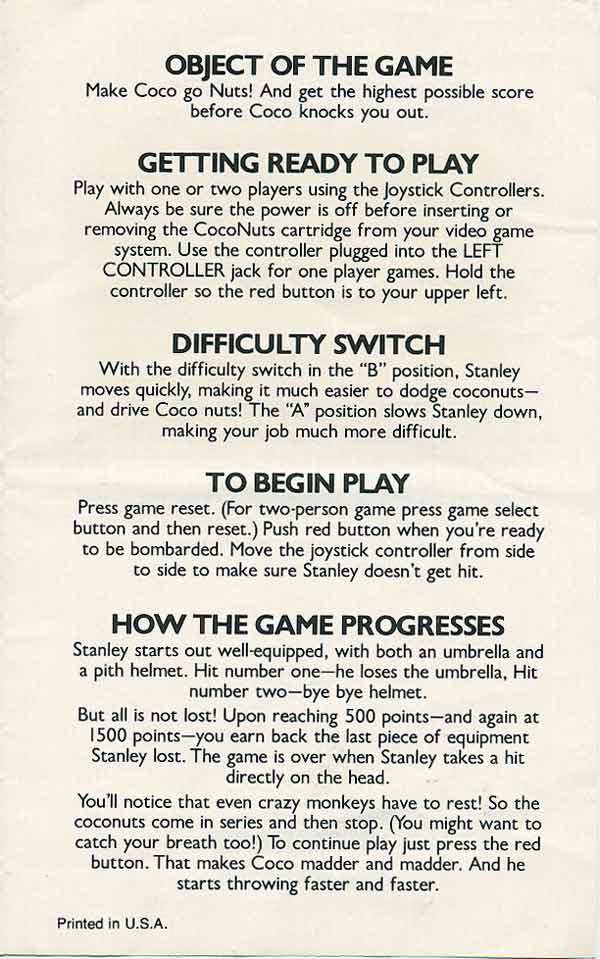 OBJECT OF THE GAME
Make Coco go Nuts! And get the highest possible score
before Coco knocks you out.
GETTING READY TO PLAY
Play with one or two players using the Joystick Controllers.
Always be sure the power is off before inserting or
removing the CocoNuts cartridge from your video game
system. Use the controller plugged into the LEFT
CONTROLLER jack for one player games. Hold the
controller so the red button is to your upper left.
DIFFICULTY SWITCH
With the difficulty switch in the “B” position, Stanley
moves quickly, making it much easier to dodge coconuts—
and drive Coco nuts! The “A” position slows Stanley down,
making your job much more difficult.
TO BEGIN PLAY
Press game reset. (For two-person game press game select
button and then reset.) Push red button when you're ready
to be bombarded. Move the joystick controller from side
to side to make sure Stanley doesn't get hit.
HOW THE GAME PROGRESSES
Stanley starts out well-equipped, with both an umbrella and
a pith helmet. Hit number one—he loses the umbrella, Hit
number two—bye bye helmet.
But all is not lost! Upon reaching 500 points—and again at
1500 points—you earn back the last piece of equipment
Stanley lost. The game is over when Stanley takes a hit
directly on the head.
You'll notice that even crazy monkeys have to rest! So the
coconuts come in series and then stop. (You might want to
catch your breath too!) To continue play just press the red
button. That makes Coco madder and madder. And he
starts throwing faster and faster.
Printed in U.S.A.